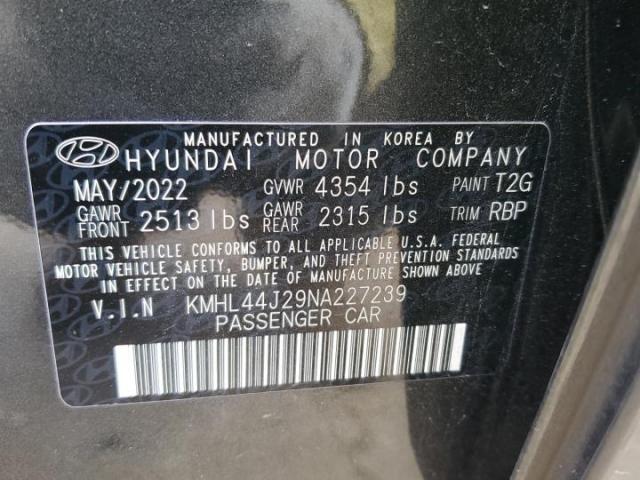 MANUFACTURED IN KOREA BY
HYUNDAI MOTOR COMPANY
MAY/2022 GVWR 4354 lbs PAINT T2G
GAWR FRONT 2513 lbs GAWR REAR 2315 lbs TRIM RBP
THIS VEHICLE CONFORMS TO ALL APPLICABLE U.S.A. FEDERAL
MOTOR VEHICLE SAFETY, BUMPER, AND THEFT PREVENTION STANDARDS
IN EFFECT ON THE DATE OF MANUFACTURE SHOWN ABOVE.
V.I.N KMHL44J29NA227239
PASSENGER CAR